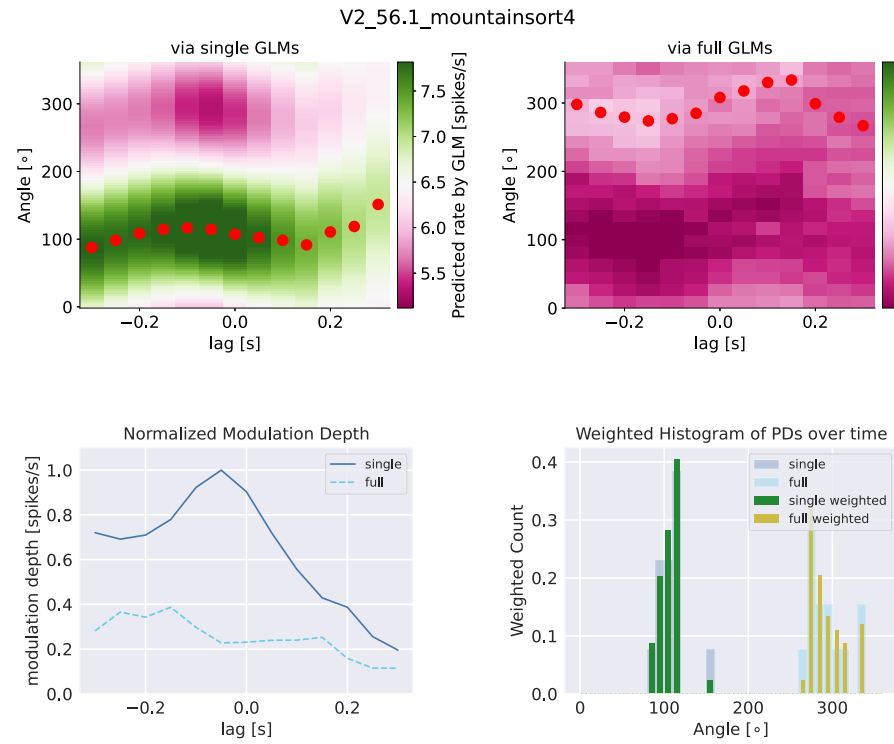 V2_56.1_mountainsort4
via single GLMs
via full GLMs
Angle [∘]
300
200
100
0
−0.2
0.0
0.2
lag [s]
Predicted rate by GLM [spikes/s]
7.5
7.0
6.5
6.0
5.5
Angle [∘]
300
200
100
0
−0.2
0.0
0.2
lag [s]
Normalized Modulation Depth
modulation depth [spikes/s]
1.0
0.8
0.6
0.4
0.2
0.0
−0.2
0.0
0.2
lag [s]
single
full
Weighted Histogram of PDs over time
Weighted Count
0.4
0.3
0.2
0.1
0.0
0
100
200
300
Angle [∘]
single
full
single weighted
full weighted